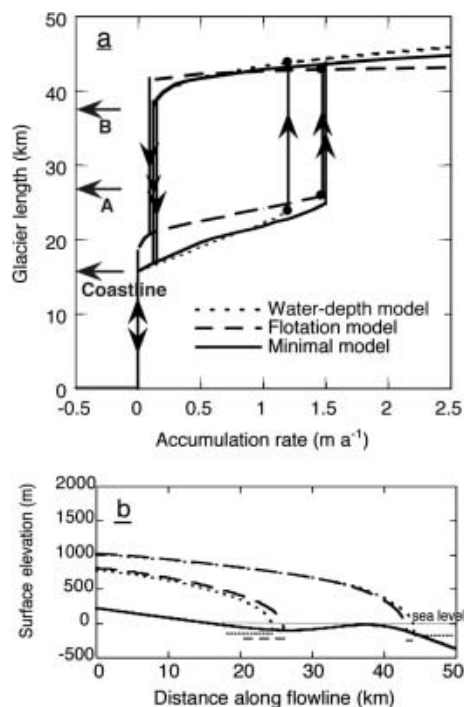 a
50
40
30
20
10
0
Glacier length (km)
B
A
Coastline
Water-depth model
Flotation model
Minimal model
-0.5 0 0.5 1 1.5 2 2.5
Accumulation rate (m a⁻¹)
b
2000
1500
1000
500
0
-500
Surface elevation (m)
sea level
0 10 20 30 40 50
Distance along flowline (km)